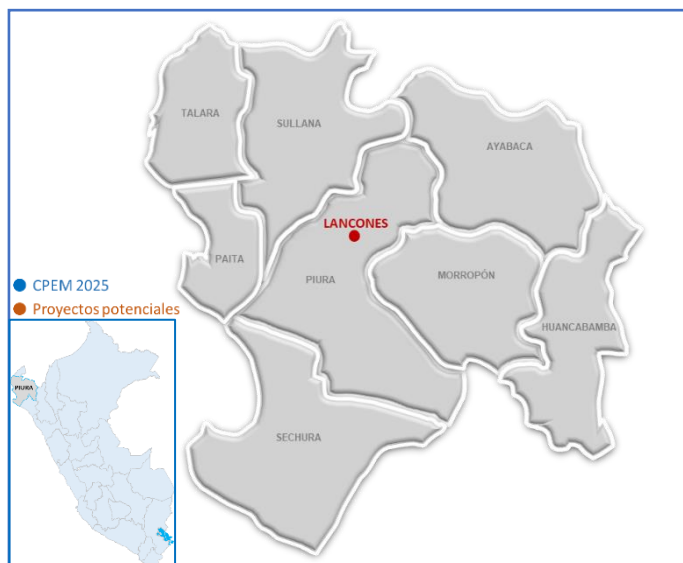 TALARA
SULLANA
AYABACA
LANCONES
PAITA
PIURA
MORROPÓN
CPEM 2025
Proyectos potenciales
HUANCABAMBA
PIURA
SECHURA